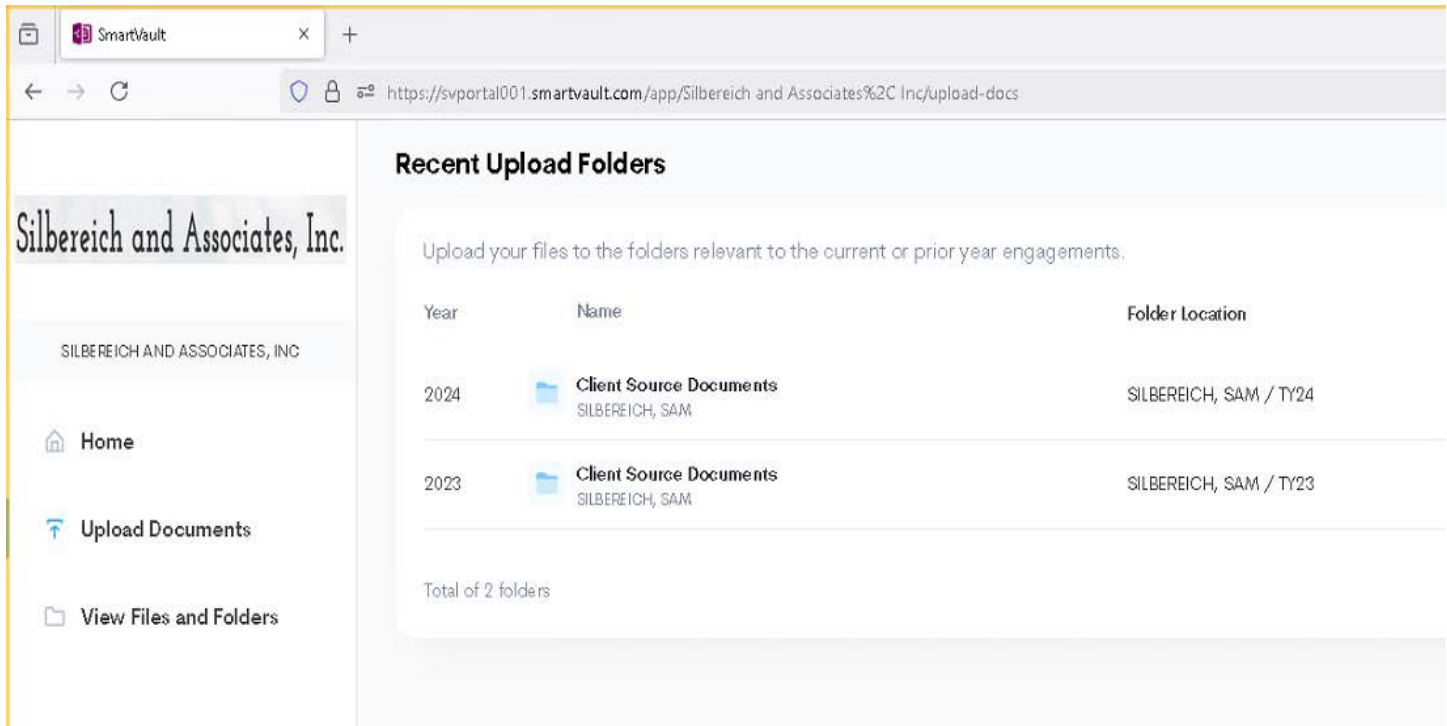 SmartVault
https://svportal001.smartvault.com/app/Silbereich and Associates%2C Inc/upload-docs
Silbereich and Associates, Inc.
SILBEREICH AND ASSOCIATES, INC
Home
Upload Documents
View Files and Folders
Recent Upload Folders
Upload your files to the folders relevant to the current or prior year engagements.
Year Name Folder Location
2024 Client Source Documents SILBEREICH, SAM / TY24
SILBEREICH, SAM
2023 Client Source Documents SILBEREICH, SAM / TY23
SILBEREICH, SAM
Total of 2 folders